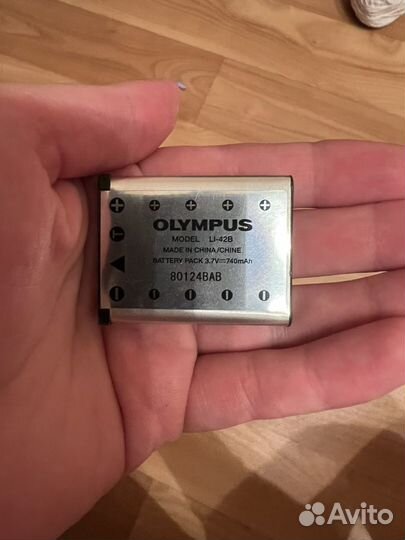 OLYMPUS
MODEL LI-42B
MADE IN CHINA/CHINE
BATTERY PACK 3.7V⎓740mAh
80124BAB
T
Avito